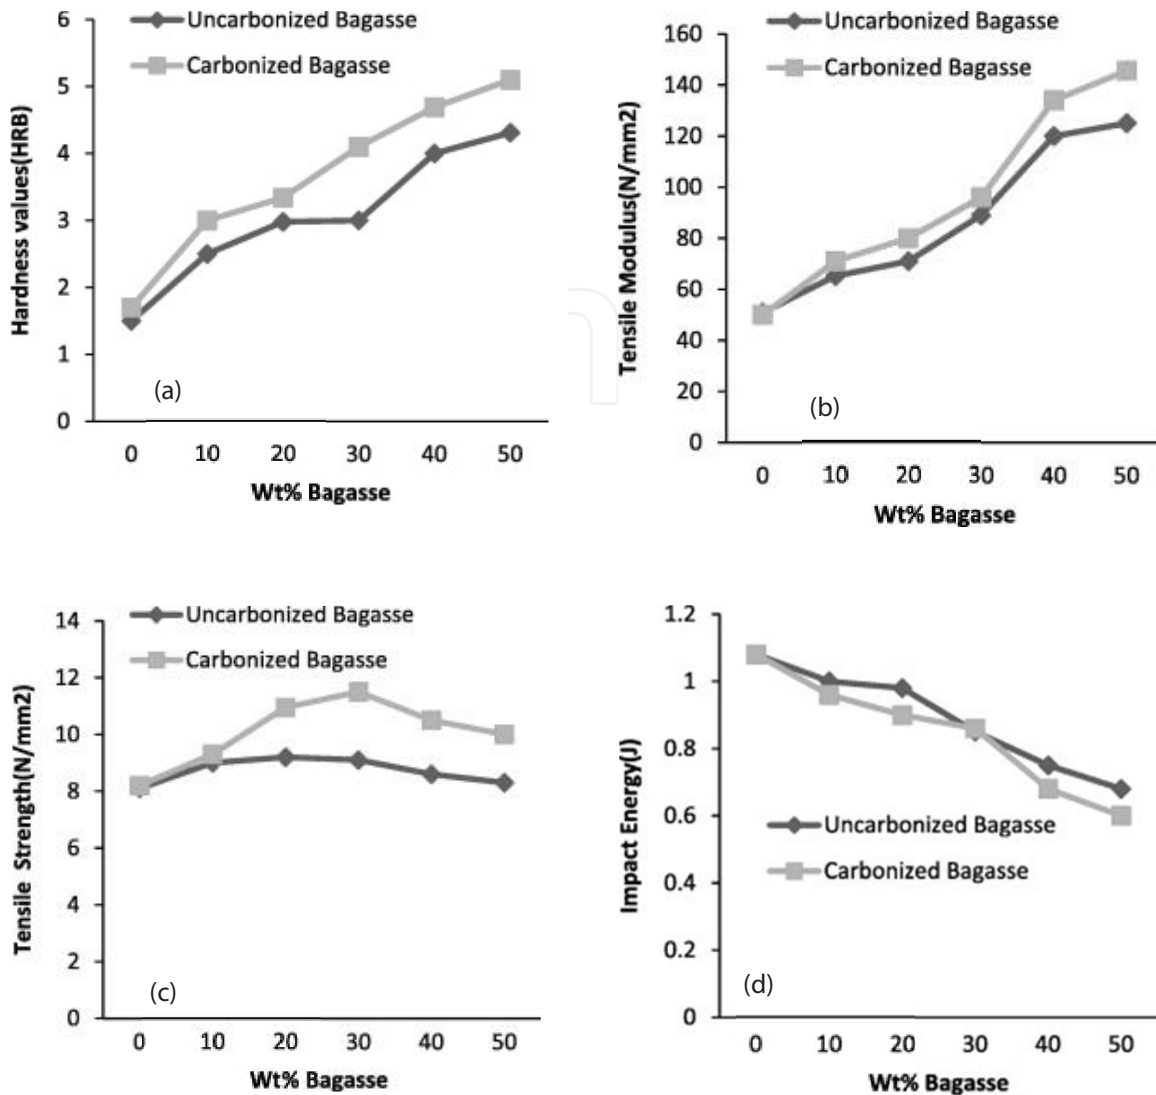 Uncarbonized Bagasse
Carbonized Bagasse
6
5
4
3
2
1
0
Hardness values(HRB)
(a)
0 10 20 30 40 50
Wt% Bagasse
Uncarbonized Bagasse
Carbonized Bagasse
160
140
120
100
80
60
40
20
0
Tensile Modulus(N/mm2)
(b)
0 10 20 30 40 50
Wt% Bagasse
Uncarbonized Bagasse
Carbonized Bagasse
14
12
10
8
6
4
2
0
Tensile Strength(N/mm2)
(c)
0 10 20 30 40 50
Wt% Bagasse
1.2
1
0.8
0.6
0.4
0.2
0
Impact Energy(J)
Uncarbonized Bagasse
Carbonized Bagasse
(d)
0 10 20 30 40 50
Wt% Bagasse